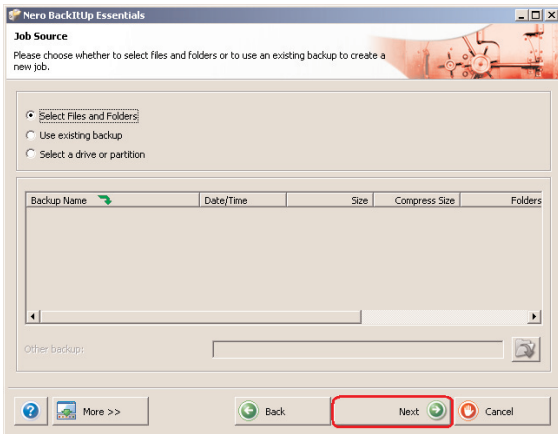 Nero BackItUp Essentials
Job Source
Please choose whether to select files and folders or to use an existing backup to create a
new job.
Select Files and Folders
Use existing backup
Select a drive or partition
Backup Name Date/Time Size Compress Size Folders
Other backup:
More >> Back Next Cancel